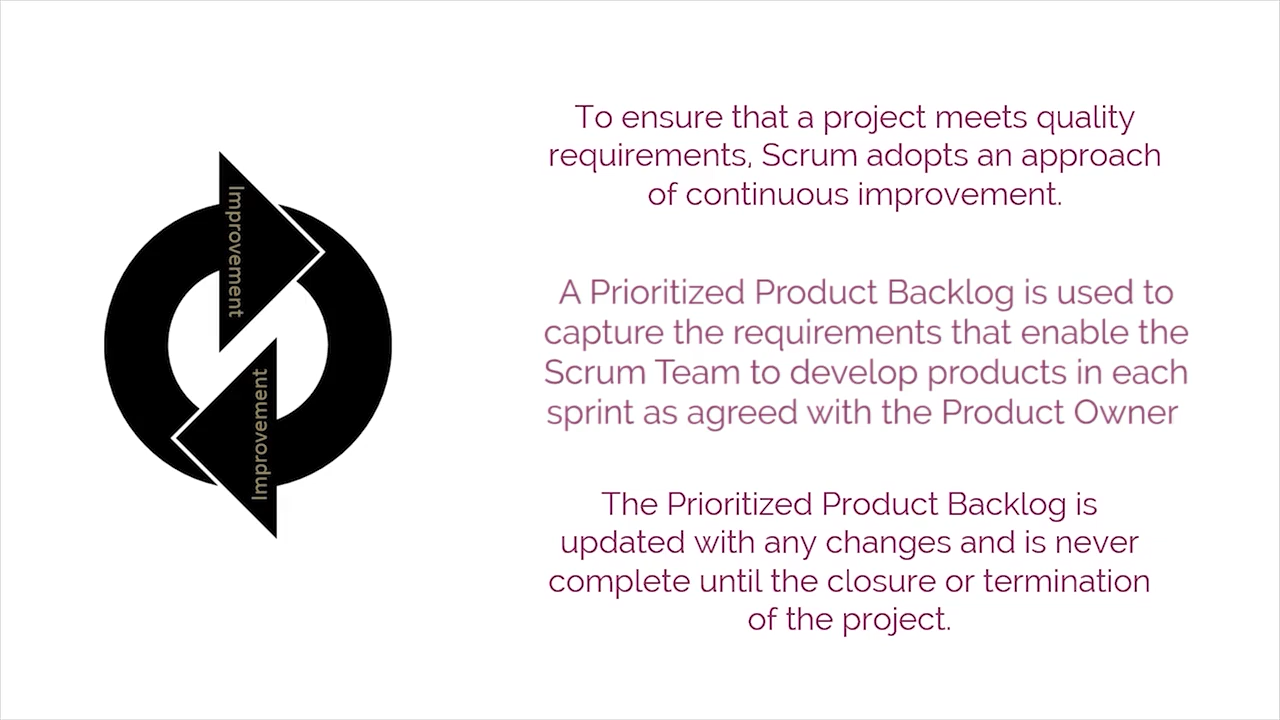 Improvement
Improvement
To ensure that a project meets quality
requirements, Scrum adopts an approach
of continuous improvement.
A Prioritized Product Backlog is used to
capture the requirements that enable the
Scrum Team to develop products in each
sprint as agreed with the Product Owner
The Prioritized Product Backlog is
updated with any changes and is never
complete until the closure or termination
of the project.